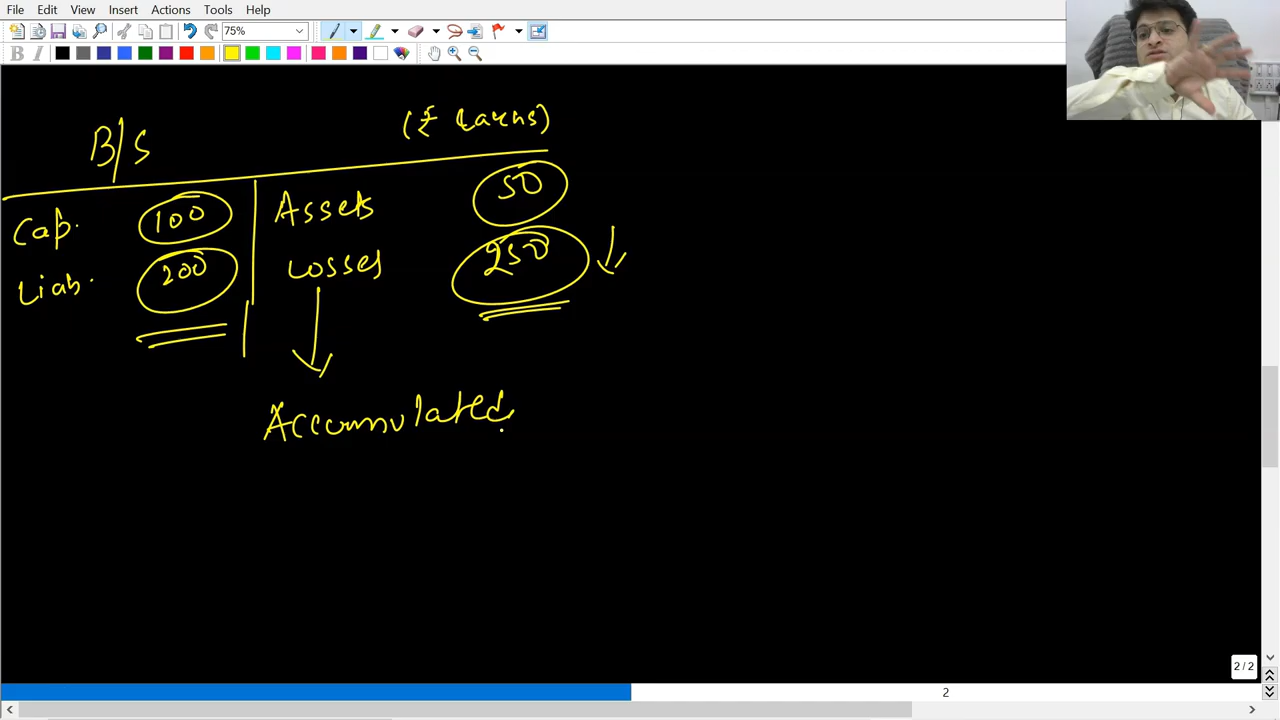 File Edit View Insert Actions Tools Help
75%
B I
B/S (₹ Lakhs)
Cap. 100 Assets 50
Liab. 200 Losses 250
Accumulated
2 / 2
2